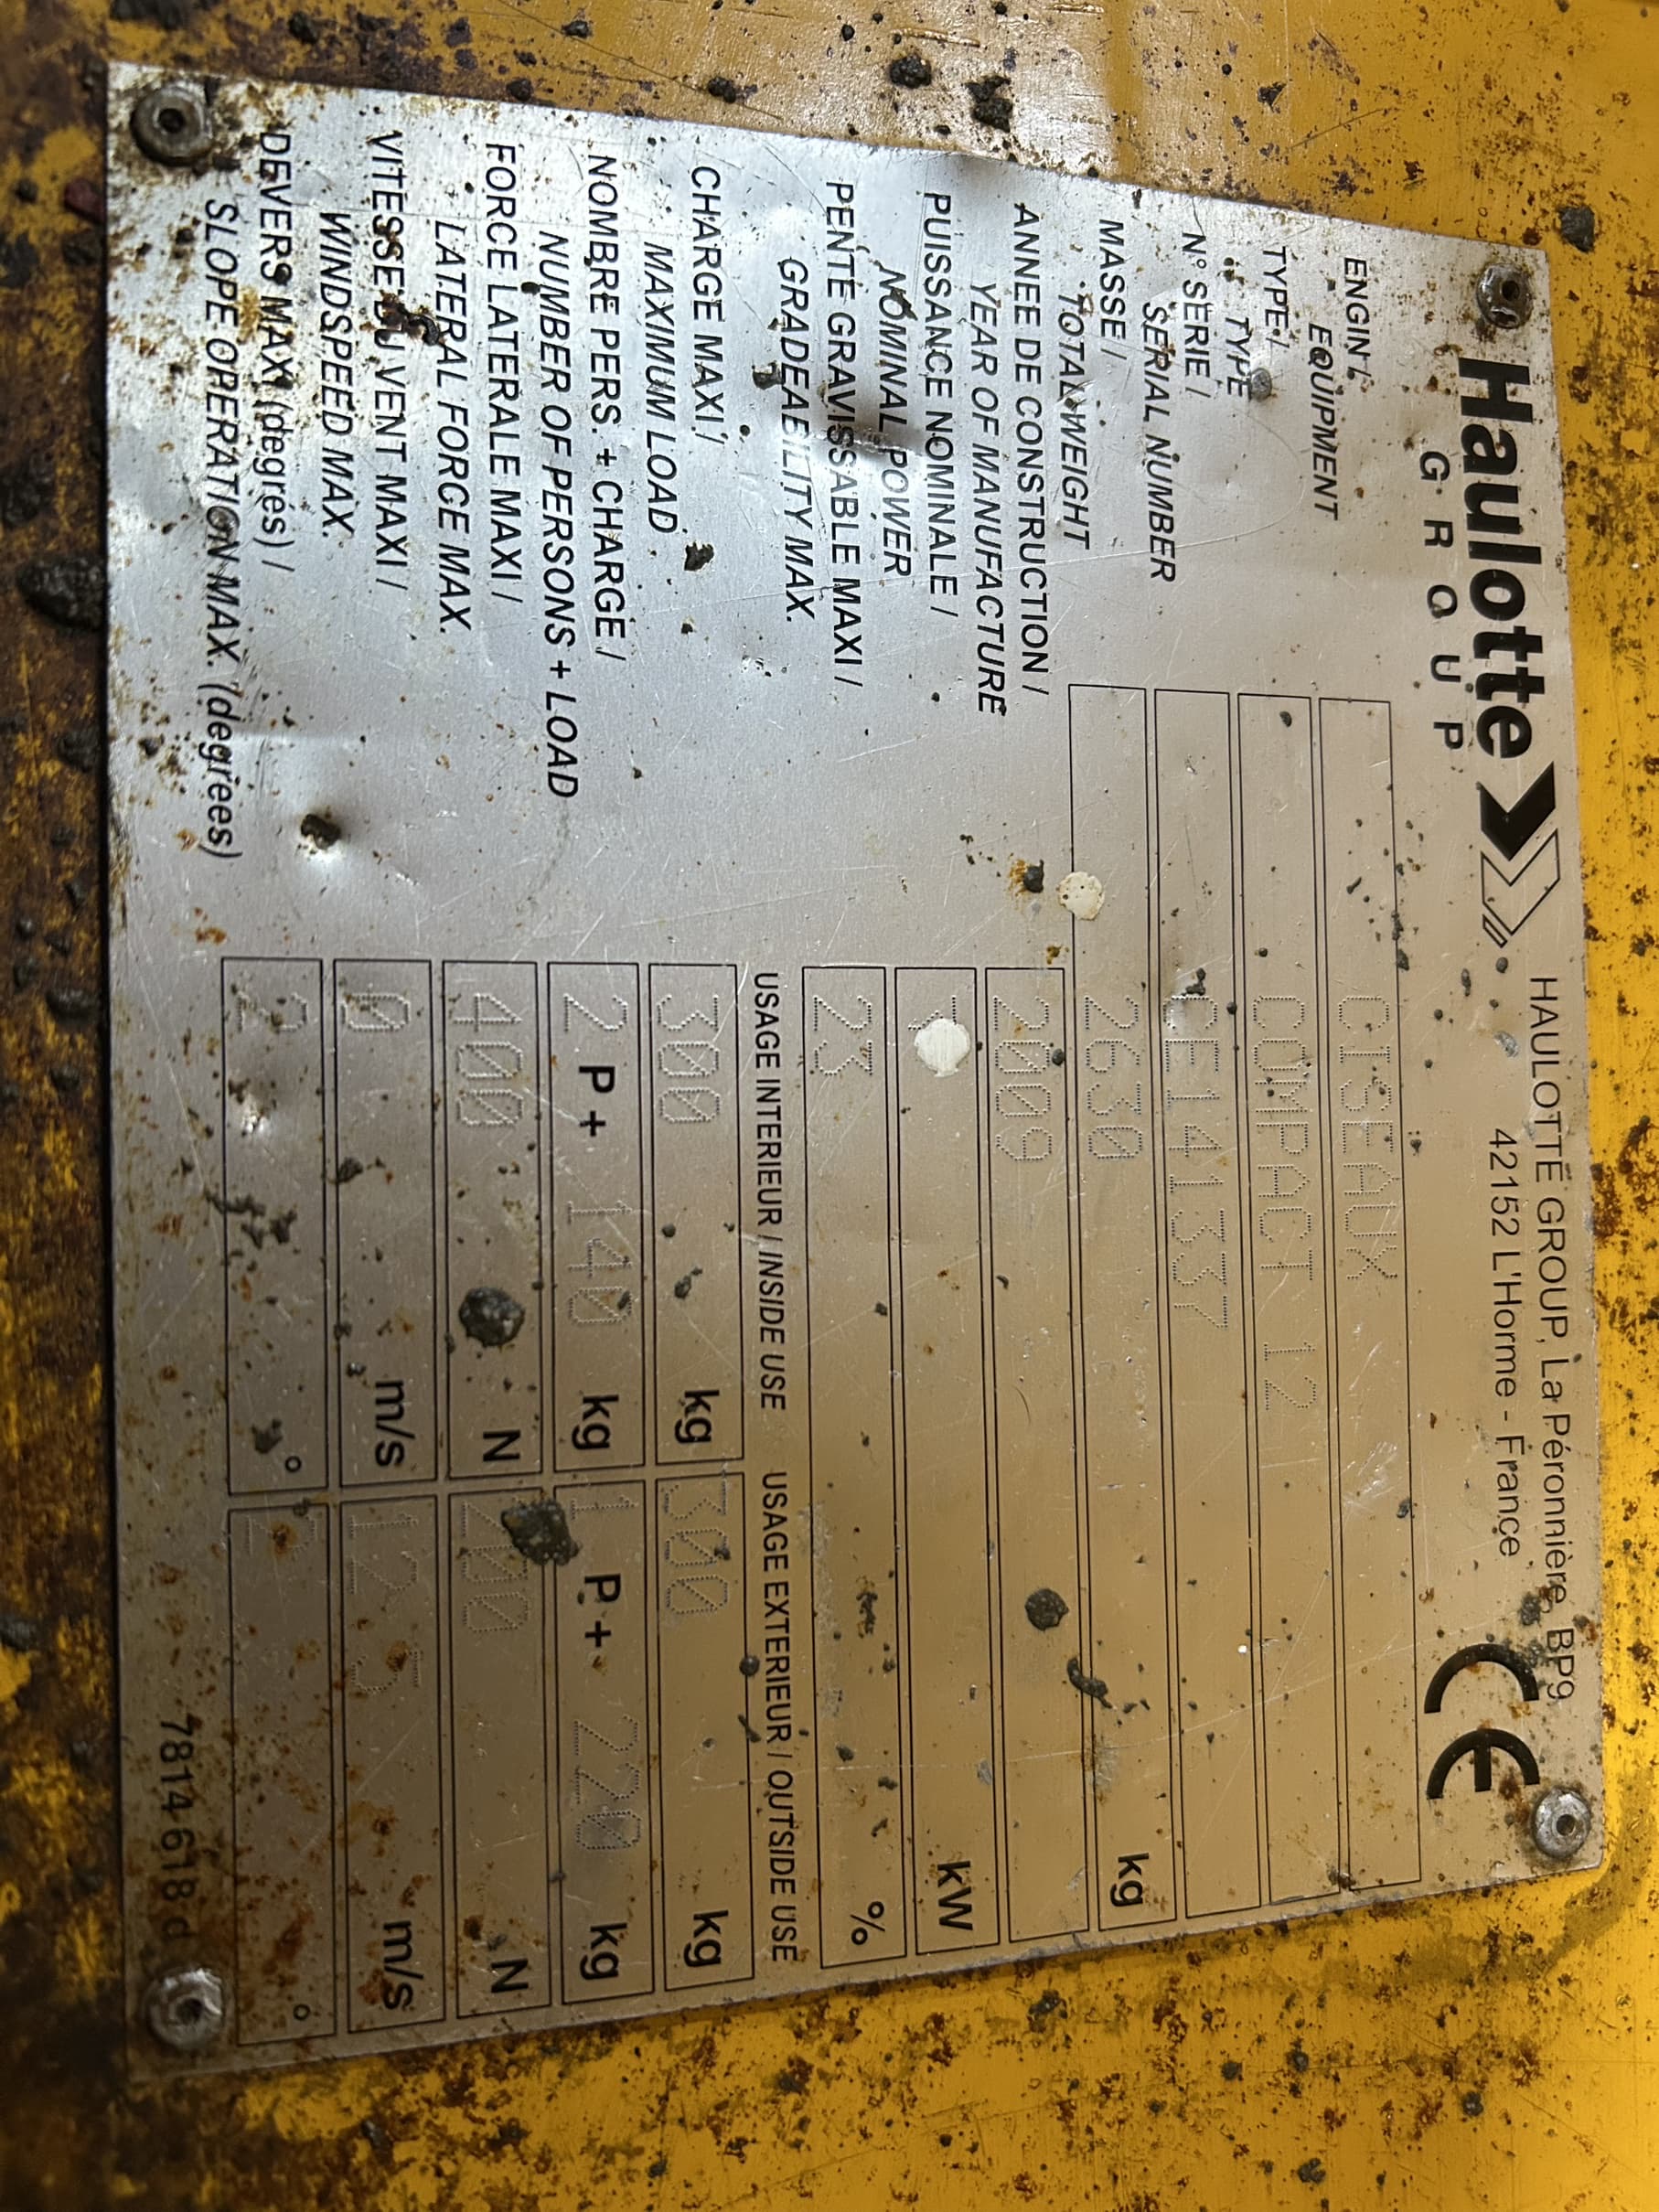 Haulotte
GROUP
HAULOTTE GROUP, La Péronnière, BP9
42152 L'Horme - France
CE
ENGIN /
EQUIPMENT CISEAUX
TYPE /
TYPE COMPACT 12
N° SERIE /
SERIAL NUMBER CE141337
MASSE /
TOTAL WEIGHT 2630 kg
ANNEE DE CONSTRUCTION /
YEAR OF MANUFACTURE 2009
PUISSANCE NOMINALE /
NOMINAL POWER kW
PENTE GRAVISSABLE MAXI /
GRADEABILITY MAX. 23 %
USAGE INTERIEUR / INSIDE USE USAGE EXTERIEUR / OUTSIDE USE
CHARGE MAXI /
MAXIMUM LOAD 300 kg 300 kg
NOMBRE PERS. + CHARGE /
NUMBER OF PERSONS + LOAD 2 P + 140 kg 1 P + 220 kg
FORCE LATERALE MAXI /
LATERAL FORCE MAX. 400 N 200 N
VITESSE DU VENT MAXI /
WINDSPEED MAX. 0 m/s m/s
DEVERS MAXI (degrés) /
SLOPE OPERATION MAX. (degrees) 2 ° 2 °
7814 618 d